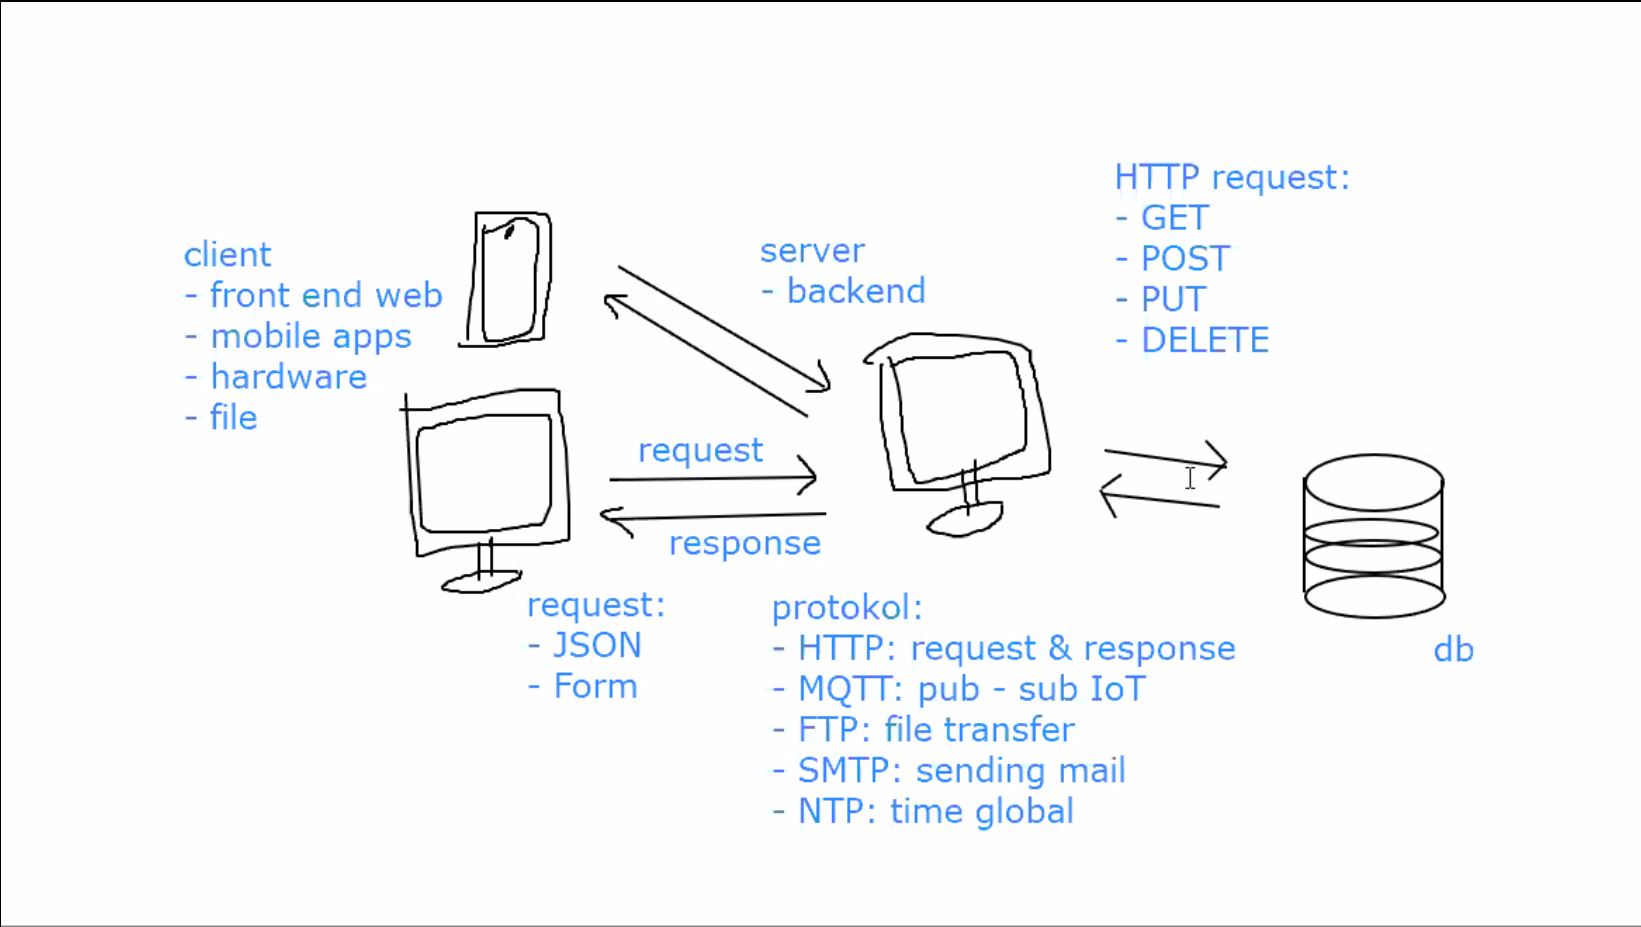 client
- front end web
- mobile apps
- hardware
- file
server
- backend
HTTP request:
- GET
- POST
- PUT
- DELETE
request
response
request:
- JSON
- Form
protokol:
- HTTP: request & response
- MQTT: pub - sub IoT
- FTP: file transfer
- SMTP: sending mail
- NTP: time global
db